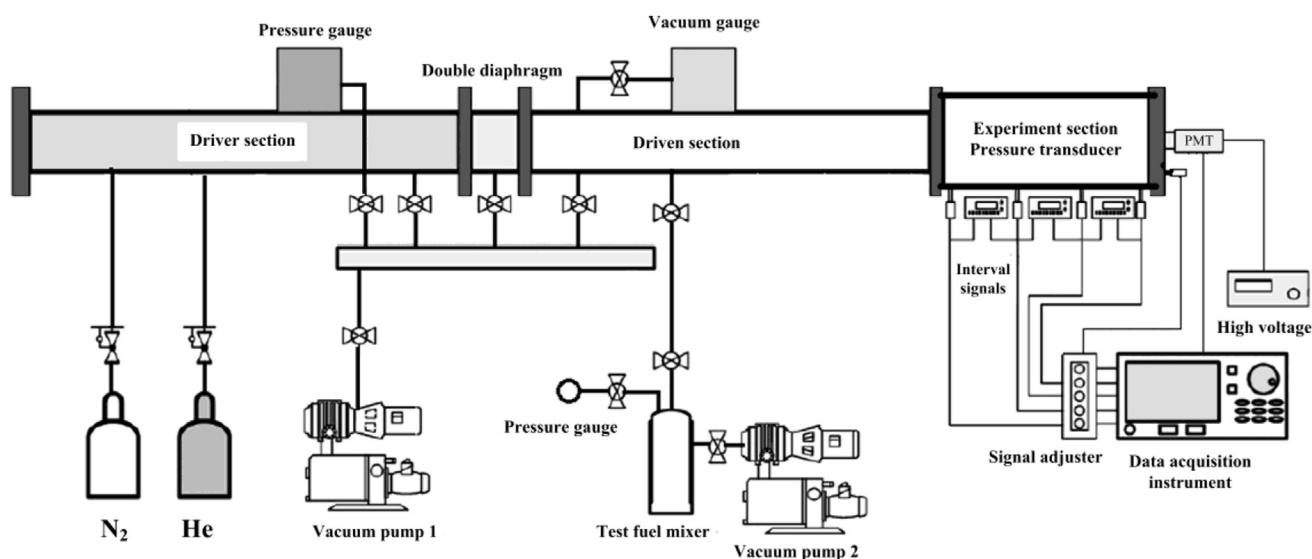 Pressure gauge
Vacuum gauge
Double diaphragm
Driver section
Driven section
Experiment section
Pressure transducer
PMT
Interval
signals
High voltage
Pressure gauge
Signal adjuster
Data acquisition
instrument
N₂
He
Vacuum pump 1
Test fuel mixer
Vacuum pump 2